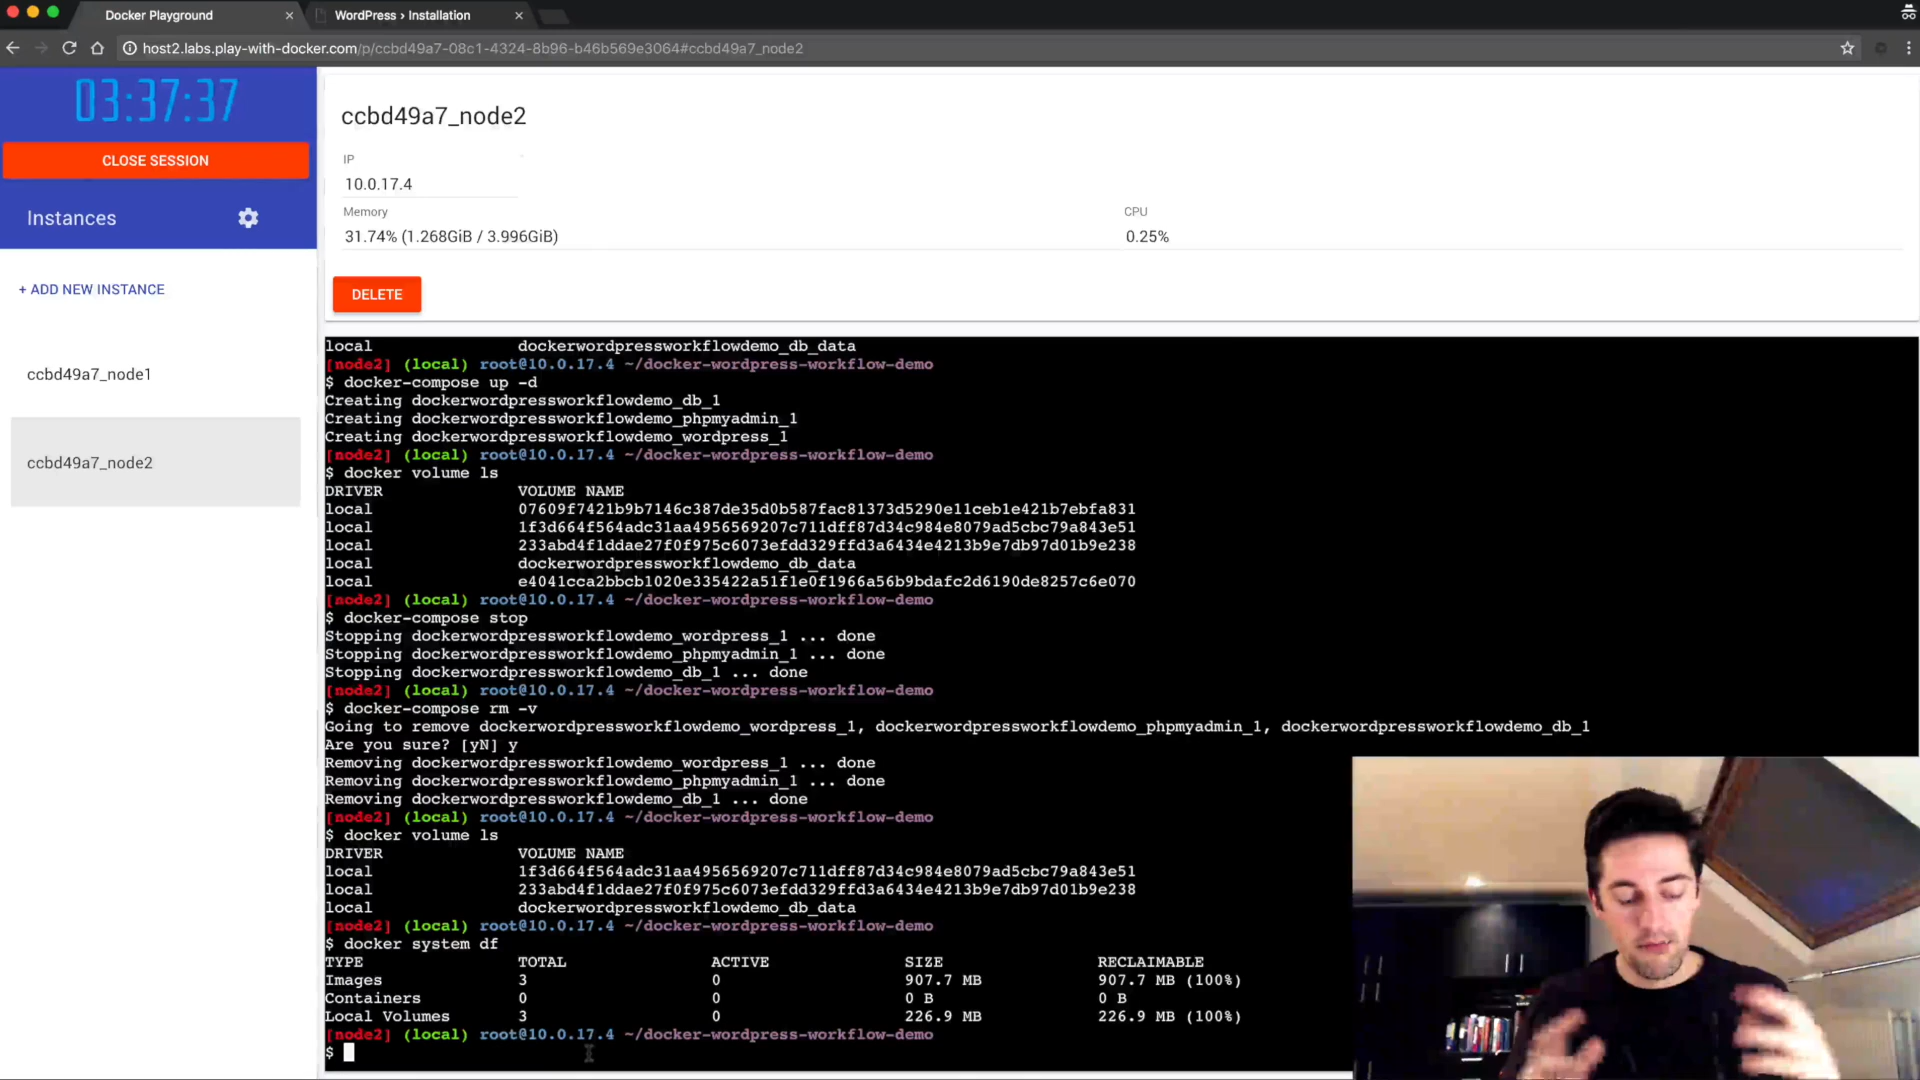 Docker Playground
WordPress › Installation
host2.labs.play-with-docker.com/p/ccbd49a7-08c1-4324-8b96-b46b569e3064#ccbd49a7_node2
03:37:37
CLOSE SESSION
Instances
+ ADD NEW INSTANCE
ccbd49a7_node1
ccbd49a7_node2
ccbd49a7_node2
IP
10.0.17.4
Memory
31.74% (1.268GiB / 3.996GiB)
CPU
0.25%
DELETE
local dockerwordpressworkflowdemo_db_data
[node2] (local) root@10.0.17.4 ~/docker-wordpress-workflow-demo
$ docker-compose up -d
Creating dockerwordpressworkflowdemo_db_1
Creating dockerwordpressworkflowdemo_phpmyadmin_1
Creating dockerwordpressworkflowdemo_wordpress_1
[node2] (local) root@10.0.17.4 ~/docker-wordpress-workflow-demo
$ docker volume ls
DRIVER VOLUME NAME
local 07609f7421b9b7146c387de35d0b587fac81373d5290e11ceb1e421b7ebfa831
local 1f3d664f564adc31aa4956569207c711dff87d34c984e8079ad5cbc79a843e51
local 233abd4f1ddae27f0f975c6073efdd329ffd3a6434e4213b9e7db97d01b9e238
local dockerwordpressworkflowdemo_db_data
local e4041cca2bbcb1020e335422a51f1e0f1966a56b9bdafc2d6190de8257c6e070
[node2] (local) root@10.0.17.4 ~/docker-wordpress-workflow-demo
$ docker-compose stop
Stopping dockerwordpressworkflowdemo_wordpress_1 ... done
Stopping dockerwordpressworkflowdemo_phpmyadmin_1 ... done
Stopping dockerwordpressworkflowdemo_db_1 ... done
[node2] (local) root@10.0.17.4 ~/docker-wordpress-workflow-demo
$ docker-compose rm -v
Going to remove dockerwordpressworkflowdemo_wordpress_1, dockerwordpressworkflowdemo_phpmyadmin_1, dockerwordpressworkflowdemo_db_1
Are you sure? [yN] y
Removing dockerwordpressworkflowdemo_wordpress_1 ... done
Removing dockerwordpressworkflowdemo_phpmyadmin_1 ... done
Removing dockerwordpressworkflowdemo_db_1 ... done
[node2] (local) root@10.0.17.4 ~/docker-wordpress-workflow-demo
$ docker volume ls
DRIVER VOLUME NAME
local 1f3d664f564adc31aa4956569207c711dff87d34c984e8079ad5cbc79a843e51
local 233abd4f1ddae27f0f975c6073efdd329ffd3a6434e4213b9e7db97d01b9e238
local dockerwordpressworkflowdemo_db_data
[node2] (local) root@10.0.17.4 ~/docker-wordpress-workflow-demo
$ docker system df
TYPE TOTAL ACTIVE SIZE RECLAIMABLE
Images 3 0 907.7 MB 907.7 MB (100%)
Containers 0 0 0 B 0 B
Local Volumes 3 0 226.9 MB 226.9 MB (100%)
[node2] (local) root@10.0.17.4 ~/docker-wordpress-workflow-demo
$